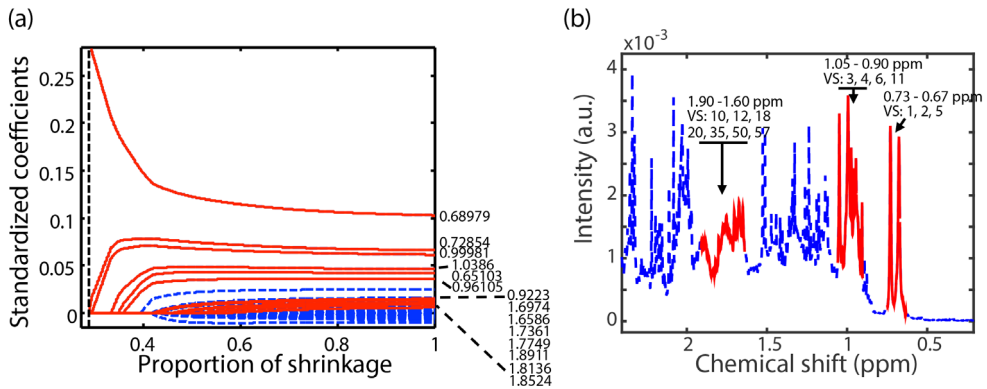 (a)
0.25
0.2
0.15
0.1
0.05
0
Standardized coefficients
0.4
0.6
0.8
1
Proportion of shrinkage
0.68979
0.72854
0.99981
1.0386
0.65103
0.96105
0.9223
1.6974
1.6586
1.7361
1.7749
1.8911
1.8136
1.8524
(b)
x10⁻³
4
3
2
1
0
Intensity (a.u.)
1.90 -1.60 ppm
VS: 10, 12, 18
20, 35, 50, 57
1.05 - 0.90 ppm
VS: 3, 4, 6, 11
0.73 - 0.67 ppm
VS: 1, 2, 5
2
1.5
1
0.5
Chemical shift (ppm)